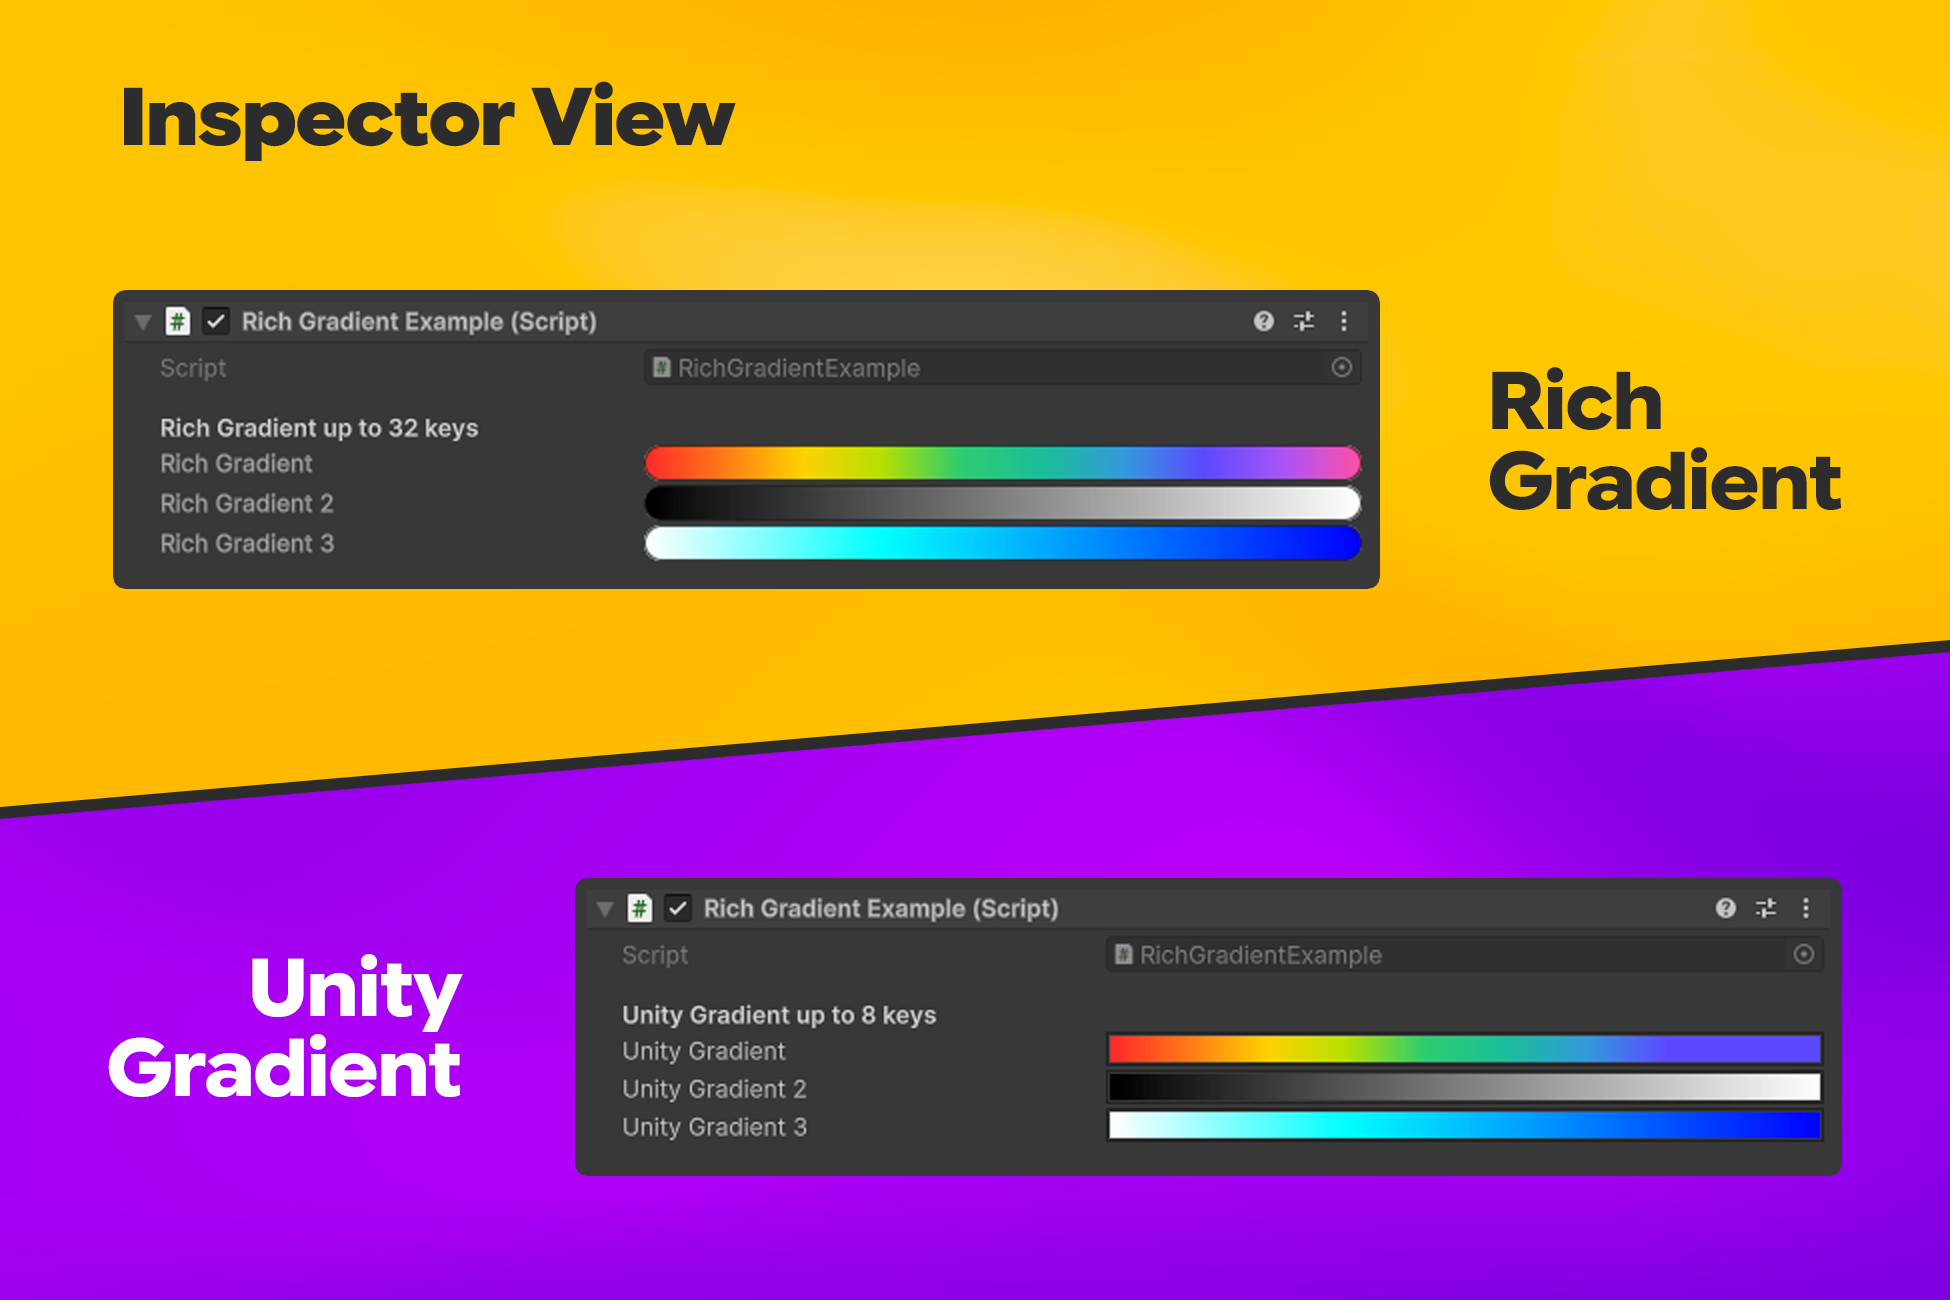 Inspector View
# Rich Gradient Example (Script) ?
Script # RichGradientExample
Rich Gradient up to 32 keys
Rich Gradient
Rich Gradient 2
Rich Gradient 3
Rich
Gradient
Unity
Gradient
# Rich Gradient Example (Script) ?
Script # RichGradientExample
Unity Gradient up to 8 keys
Unity Gradient
Unity Gradient 2
Unity Gradient 3